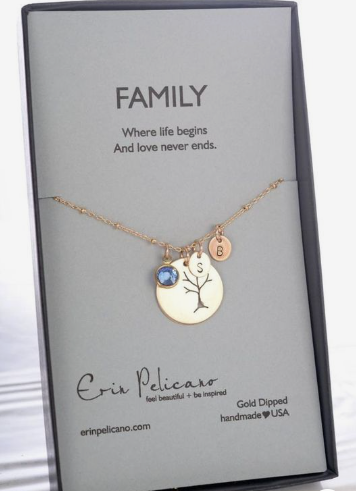 FAMILY
Where life begins
And love never ends.
B
S
Erin Pelicano
feel beautiful + be inspired
Gold Dipped
erinpelicano.com
handmade♥USA